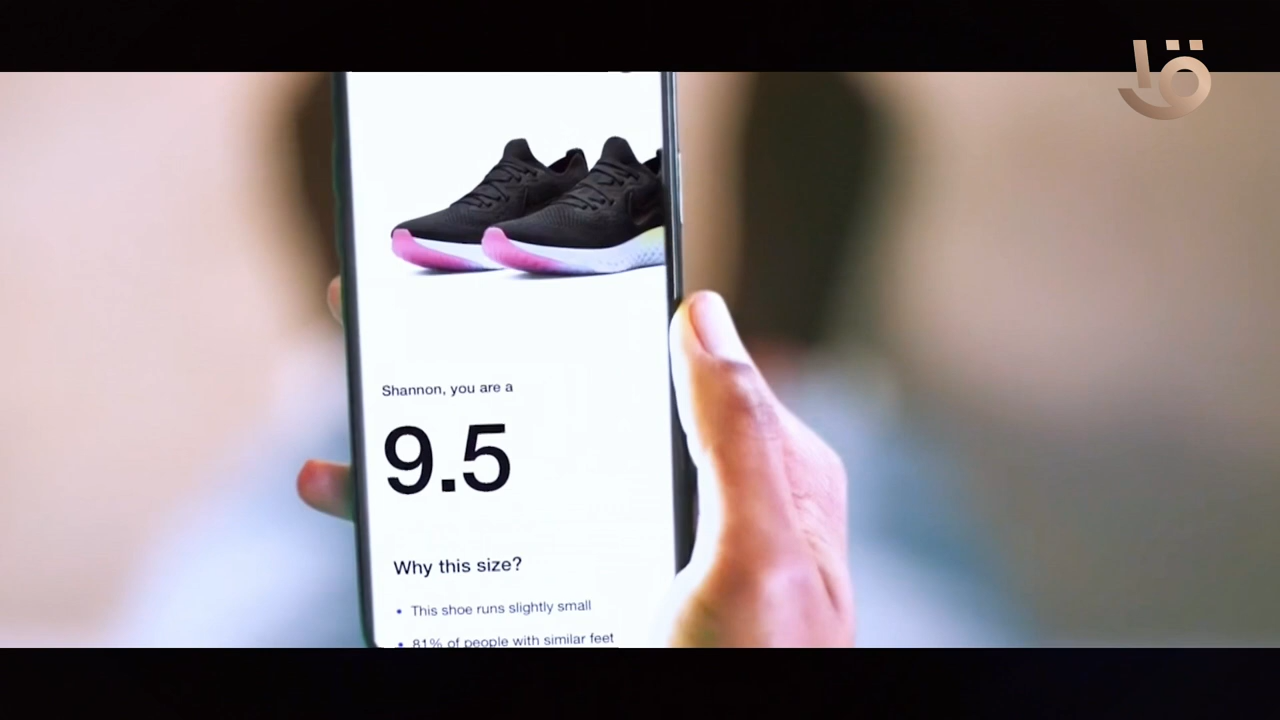 Shannon, you are a
9.5
Why this size?
• This shoe runs slightly small
• 81% of people with similar feet